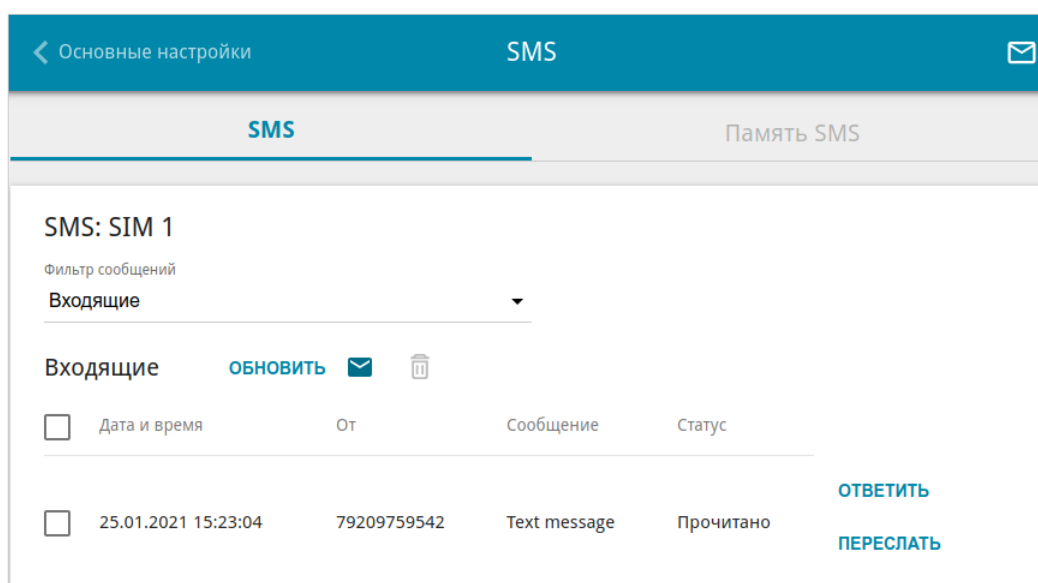 Основные настройки SMS
SMS Память SMS
SMS: SIM 1
Фильтр сообщений
Входящие
Входящие ОБНОВИТЬ
Дата и время От Сообщение Статус
ОТВЕТИТЬ
25.01.2021 15:23:04 79209759542 Text message Прочитано
ПЕРЕСЛАТЬ